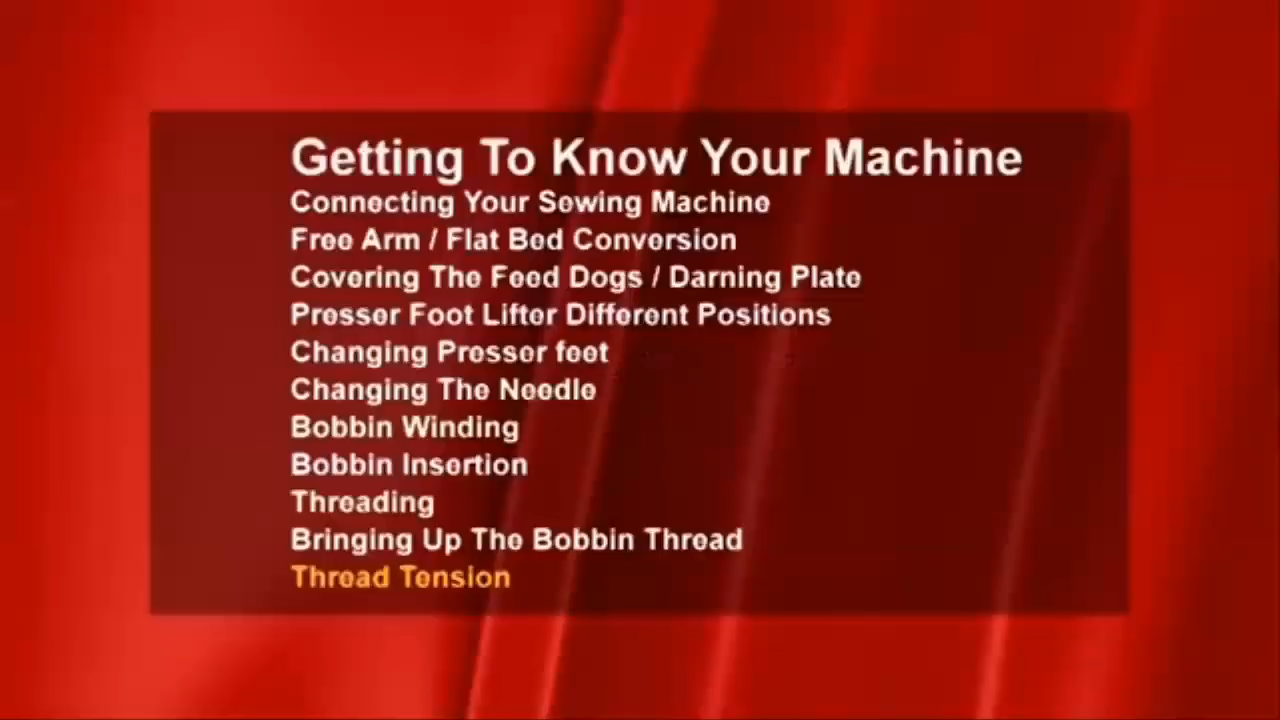 Getting To Know Your Machine
Connecting Your Sewing Machine
Free Arm / Flat Bed Conversion
Covering The Feed Dogs / Darning Plate
Presser Foot Lifter Different Positions
Changing Presser feet
Changing The Needle
Bobbin Winding
Bobbin Insertion
Threading
Bringing Up The Bobbin Thread
Thread Tension